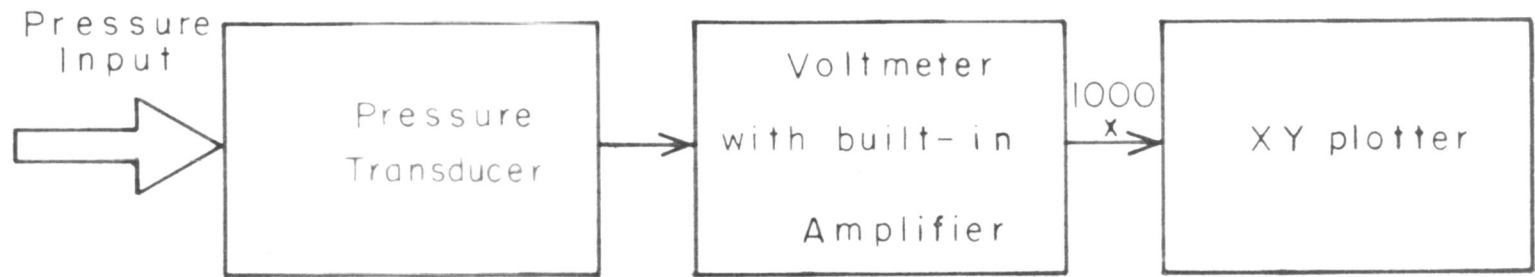 Pressure
Input
Pressure
Transducer
Voltmeter
with built-in
Amplifier
1000
x
XY plotter